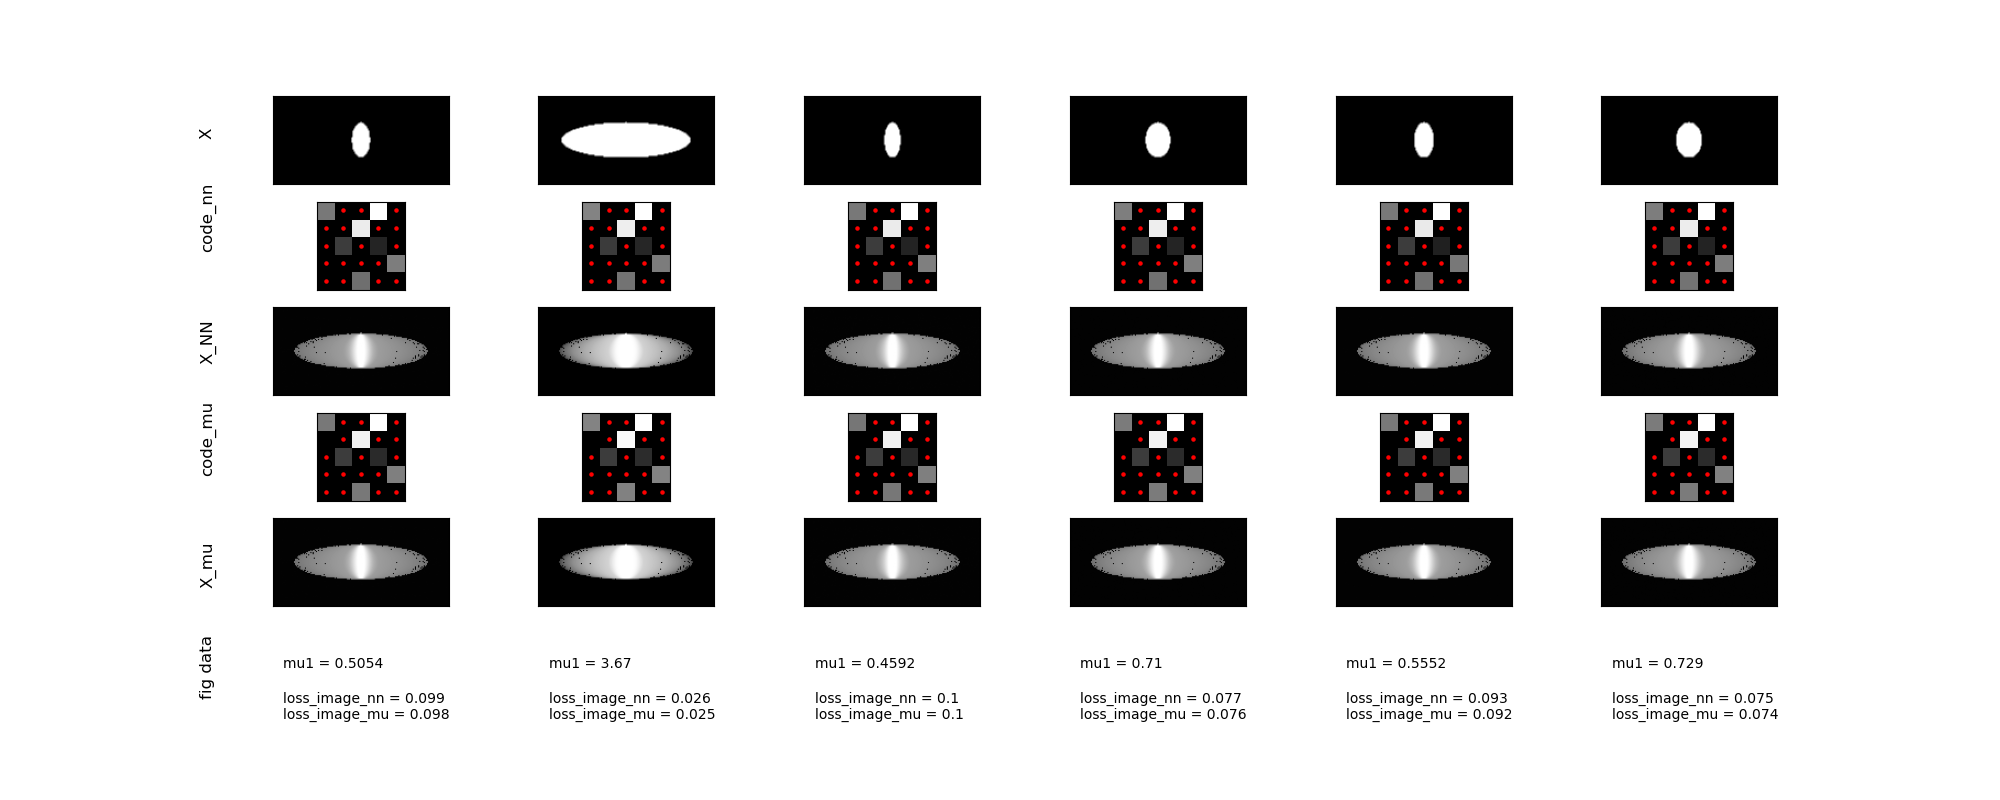 X
code_nn
X_NN
code_mu
X_mu
fig data
mu1 = 0.5054
loss_image_nn = 0.099
loss_image_mu = 0.098
mu1 = 3.67
loss_image_nn = 0.026
loss_image_mu = 0.025
mu1 = 0.4592
loss_image_nn = 0.1
loss_image_mu = 0.1
mu1 = 0.71
loss_image_nn = 0.077
loss_image_mu = 0.076
mu1 = 0.5552
loss_image_nn = 0.093
loss_image_mu = 0.092
mu1 = 0.729
loss_image_nn = 0.075
loss_image_mu = 0.074